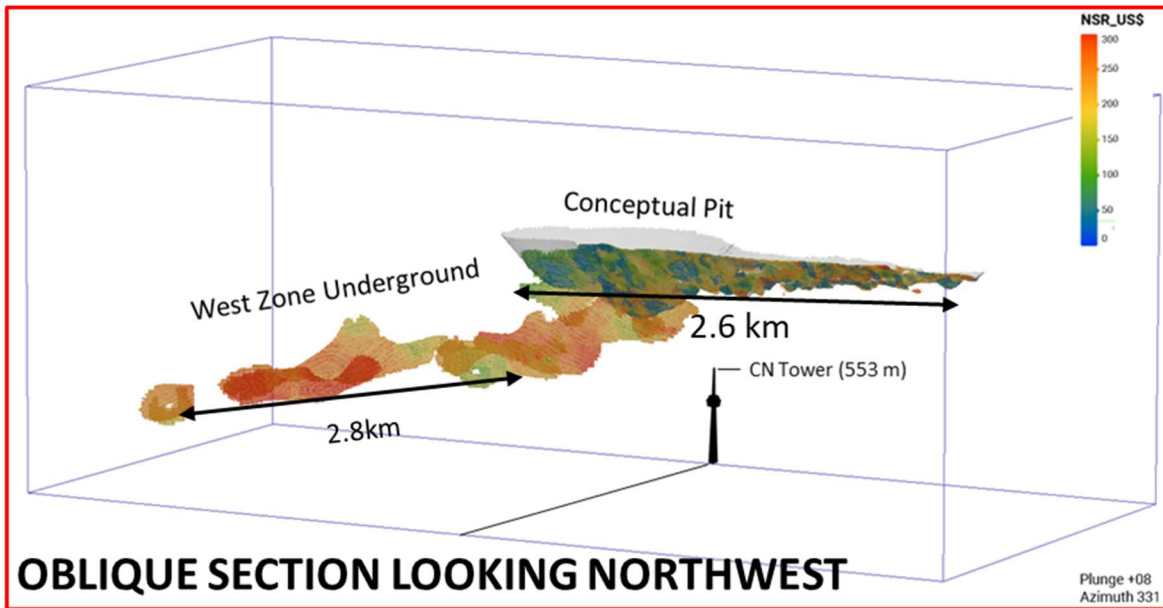 NSR_US$
300
250
200
150
100
50
0
Conceptual Pit
West Zone Underground
2.6 km
CN Tower (553 m)
2.8km
OBLIQUE SECTION LOOKING NORTHWEST
Plunge +08
Azimuth 331